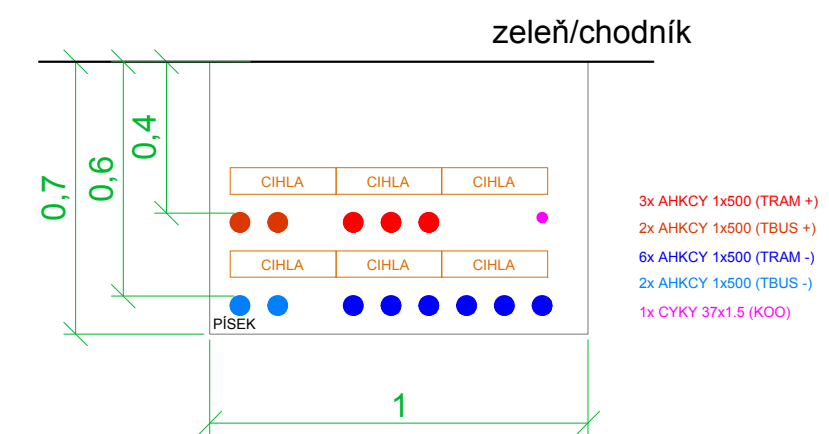 zeleň/chodník
0,7
0,6
0,4
CIHLA CIHLA CIHLA
CIHLA CIHLA CIHLA
PÍSEK
1
3x AHKCY 1x500 (TRAM +)
2x AHKCY 1x500 (TBUS +)
6x AHKCY 1x500 (TRAM -)
2x AHKCY 1x500 (TBUS -)
1x CYKY 37x1.5 (KOO)